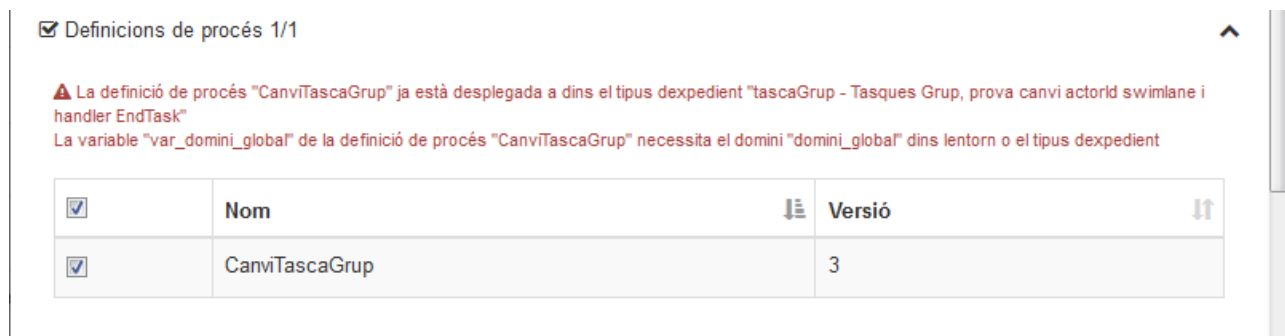 Definicions de procés 1/1
La definició de procés "CanviTascaGrup" ja està desplegada a dins el tipus dexpedient "tascaGrup - Tasques Grup, prova canvi actorId swimlane i
handler EndTask"
La variable "var_domini_global" de la definició de procés "CanviTascaGrup" necessita el domini "domini_global" dins lentorn o el tipus dexpedient
Nom Versió
CanviTascaGrup 3